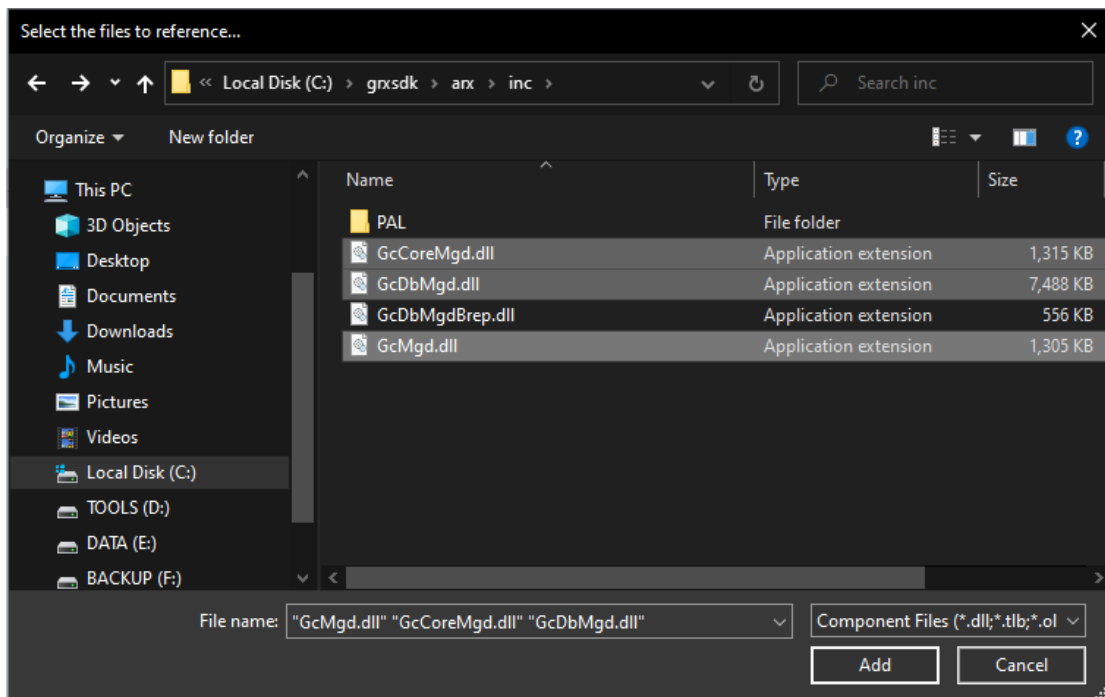 Select the files to reference...
« Local Disk (C:) › grxsdk › arx › inc ›
Search inc
Organize
New folder
Name Type Size
This PC
3D Objects
Desktop
Documents
Downloads
Music
Pictures
Videos
Local Disk (C:)
TOOLS (D:)
DATA (E:)
BACKUP (F:)
PAL File folder
GcCoreMgd.dll Application extension 1,315 KB
GcDbMgd.dll Application extension 7,488 KB
GcDbMgdBrep.dll Application extension 556 KB
GcMgd.dll Application extension 1,305 KB
File name: "GcMgd.dll" "GcCoreMgd.dll" "GcDbMgd.dll"
Component Files (*.dll;*.tlb;*.ol
Add Cancel